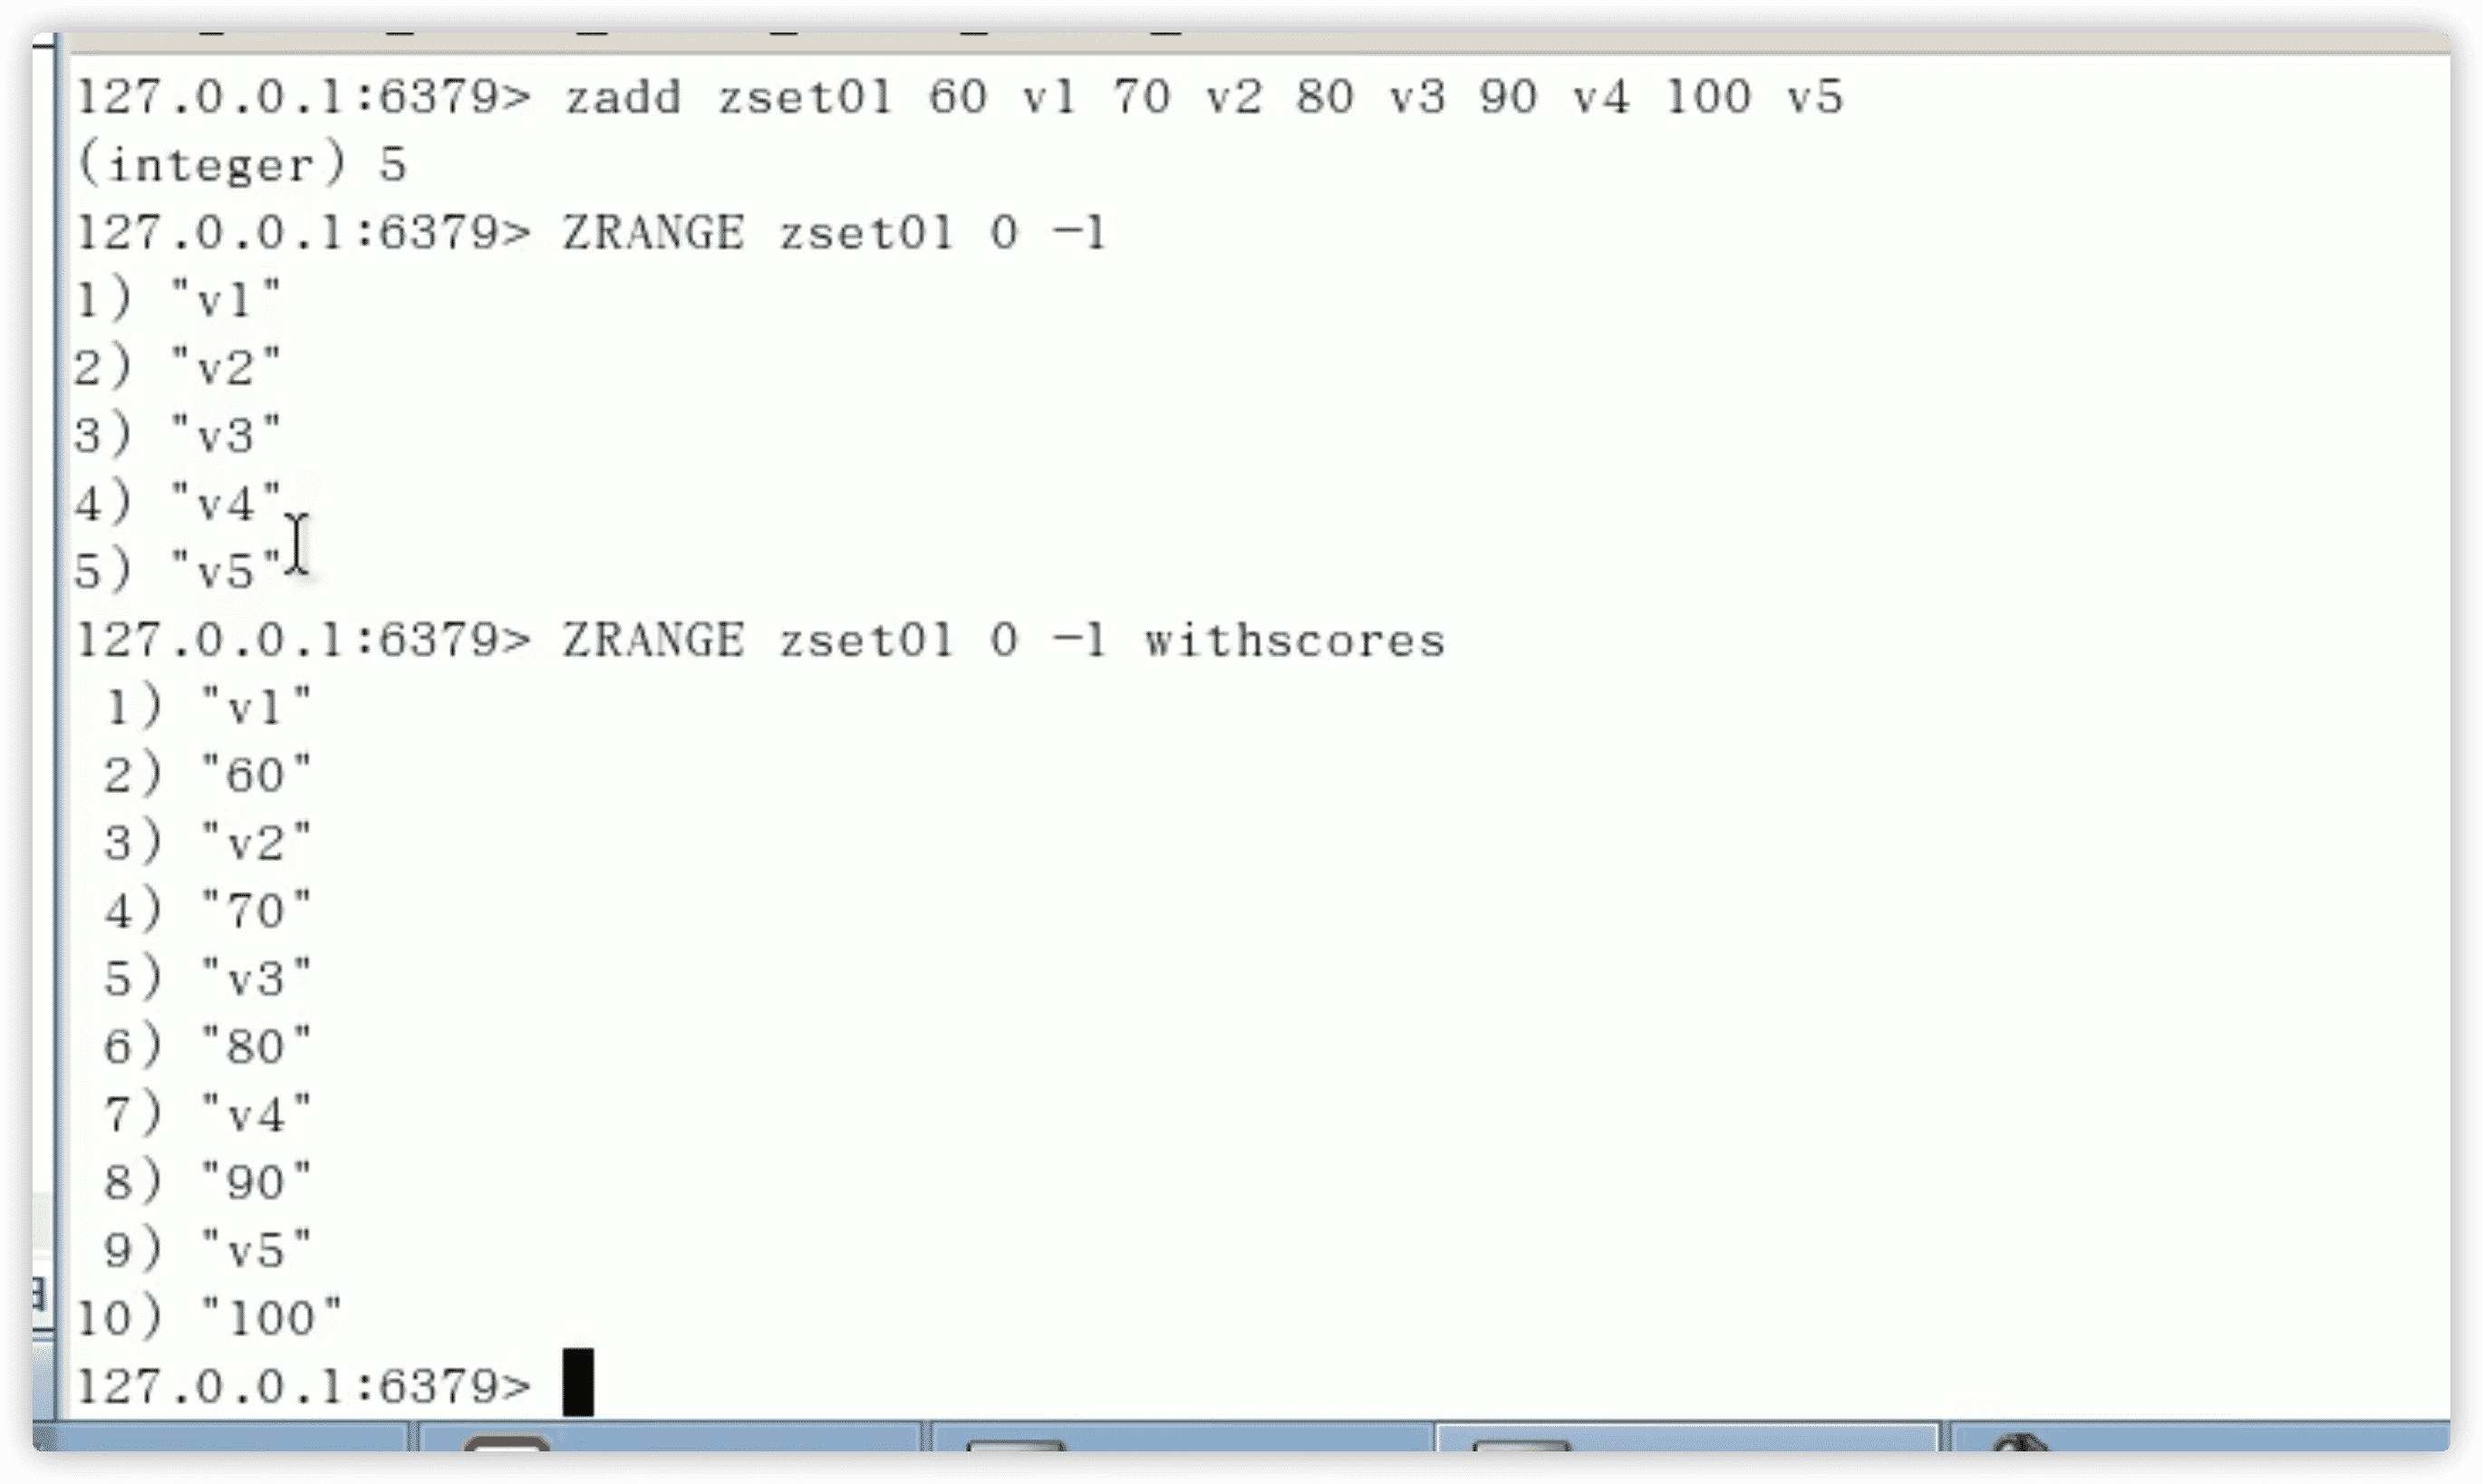 127.0.0.1:6379> zadd zset01 60 v1 70 v2 80 v3 90 v4 100 v5
(integer) 5
127.0.0.1:6379> ZRANGE zset01 0 -1
1) "v1"
2) "v2"
3) "v3"
4) "v4"
5) "v5"
127.0.0.1:6379> ZRANGE zset01 0 -1 withscores
1) "v1"
2) "60"
3) "v2"
4) "70"
5) "v3"
6) "80"
7) "v4"
8) "90"
9) "v5"
10) "100"
127.0.0.1:6379>